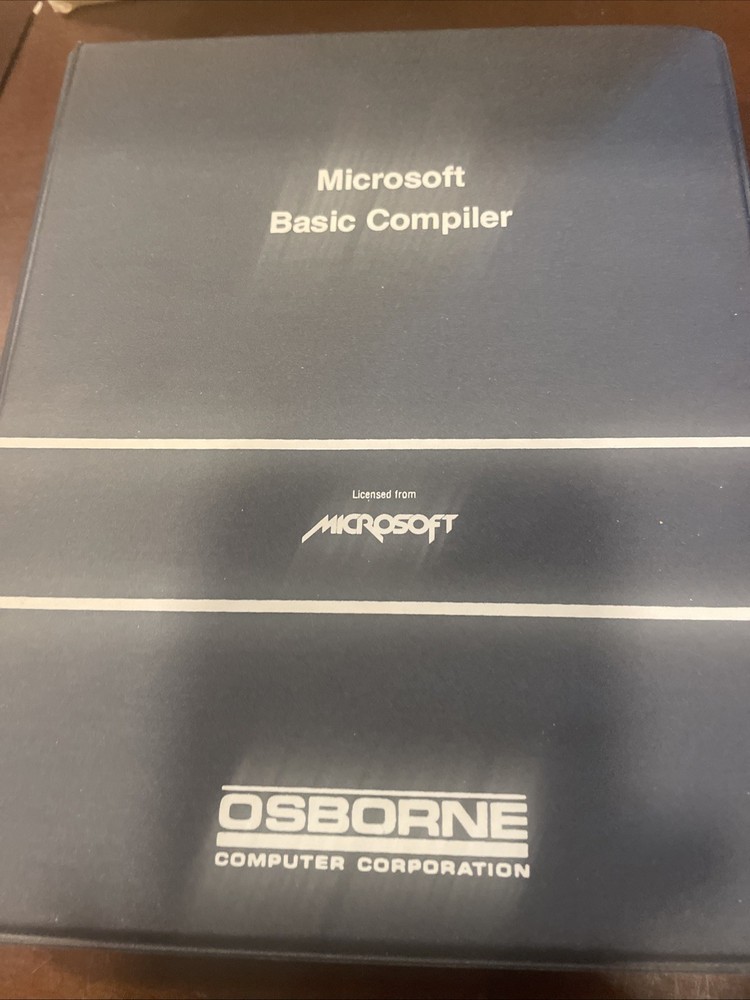 Microsoft
Basic Compiler
Licensed from
MICROSOFT
OSBORNE
COMPUTER CORPORATION